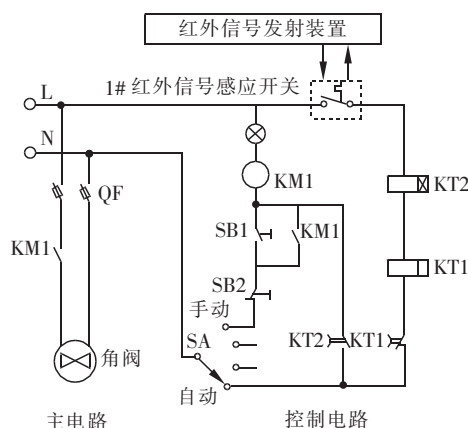 红外信号发射装置
L
1# 红外信号感应开关
N
QF
KM1
KT2
SB1
KM1
KM1
KT1
SB2
手动
SA
KT2
KT1
角阀
自动
主电路
控制电路